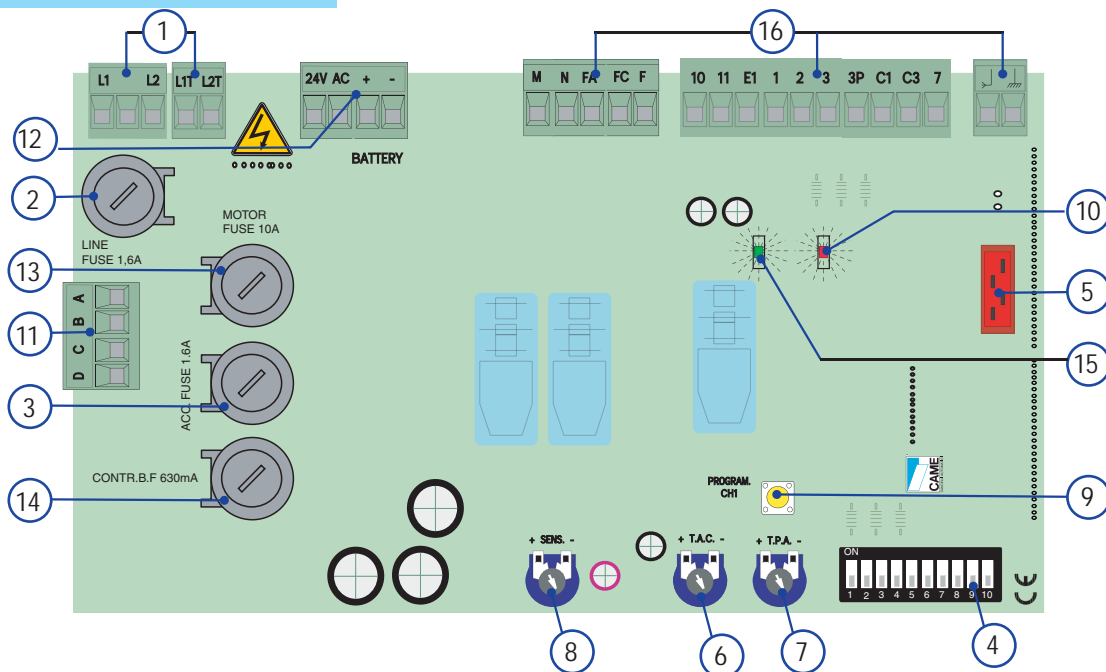 1 16
L1 L2 L1T L2T 24V AC + - M N FA FC F 10 11 E1 1 2 3 3P C1 C3 7
12
BATTERY
2
10
MOTOR
FUSE 10A
LINE
FUSE 1,6A
13
5
A
B
C
D
11
15
ACC. FUSE 1.6A
3
CONTR.B.F 630mA
14
CAME
PROGRAM.
CH1
9
+ SENS. - + T.A.C. - + T.P.A. -
ON
1 2 3 4 5 6 7 8 9 10
CE
8 6 7 4